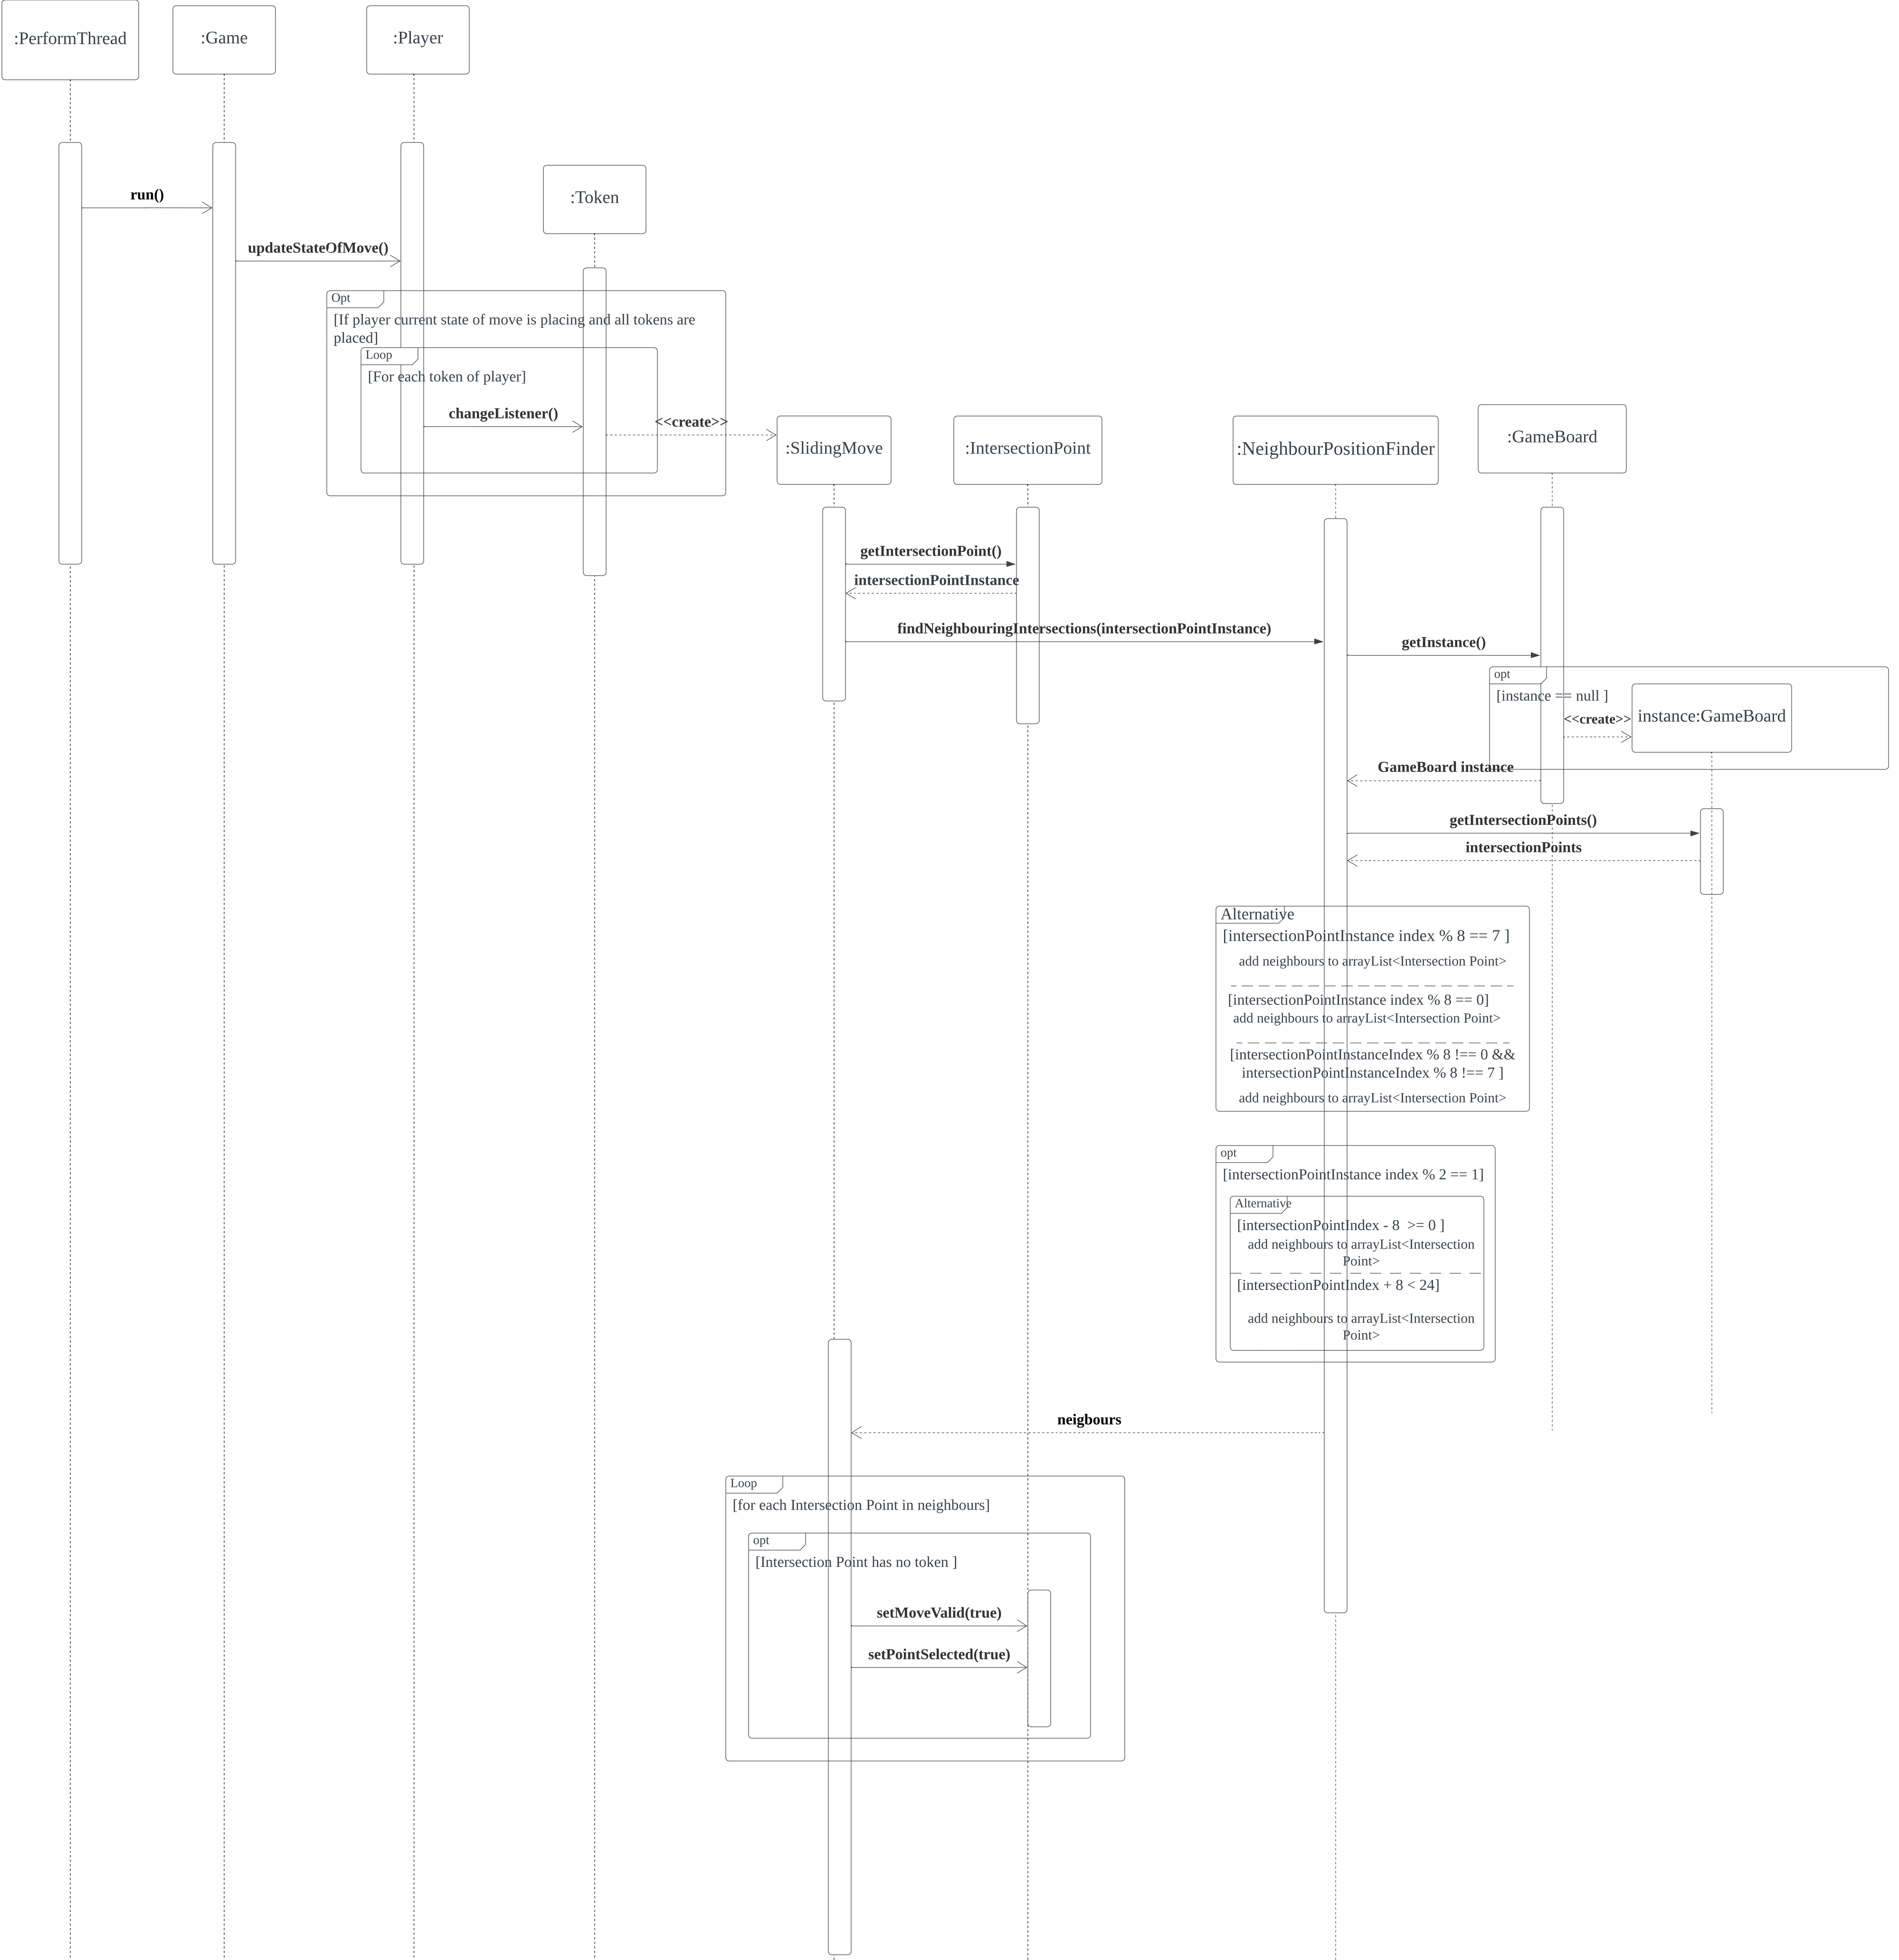 :PerformThread
:Game
:Player
run()
:Token
updateStateOfMove()
Opt
[If player current state of move is placing and all tokens are
placed]
Loop
[For each token of player]
changeListener()
<<create>>
:SlidingMove
:IntersectionPoint
:NeighbourPositionFinder
:GameBoard
getIntersectionPoint()
intersectionPointInstance
findNeighbouringIntersections(intersectionPointInstance)
getInstance()
opt
[instance == null ]
<<create>>
instance:GameBoard
GameBoard instance
getIntersectionPoints()
intersectionPoints
Alternative
[intersectionPointInstance index % 8 == 7 ]
add neighbours to arrayList<Intersection Point>
[intersectionPointInstance index % 8 == 0]
add neighbours to arrayList<Intersection Point>
[intersectionPointInstanceIndex % 8 !== 0 &&
intersectionPointInstanceIndex % 8 !== 7 ]
add neighbours to arrayList<Intersection Point>
opt
[intersectionPointInstance index % 2 == 1]
Alternative
[intersectionPointIndex - 8  >= 0 ]
add neighbours to arrayList<Intersection
Point>
[intersectionPointIndex + 8 < 24]
add neighbours to arrayList<Intersection
Point>
neigbours
Loop
[for each Intersection Point in neighbours]
opt
[Intersection Point has no token ]
setMoveValid(true)
setPointSelected(true)